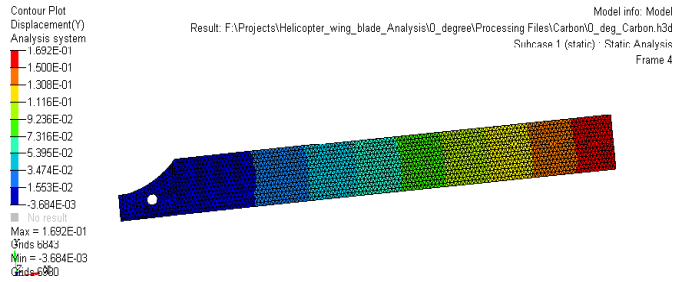 Contour Plot
Displacement(Y)
Analysis system
1.692E-01
1.500E-01
1.308E-01
1.116E-01
9.236E-02
7.316E-02
5.395E-02
3.474E-02
1.553E-02
-3.684E-03
No result
Max = 1.692E-01
Grids 6843
Min = -3.684E-03
Grids
Model info: Model
Result: F:\Projects\Helicopter_wing_blade_Analysis\0_degree\Processing Files\Carbon\0_deg_Carbon.h3d
Subcase 1 (static) : Static Analysis
Frame 4